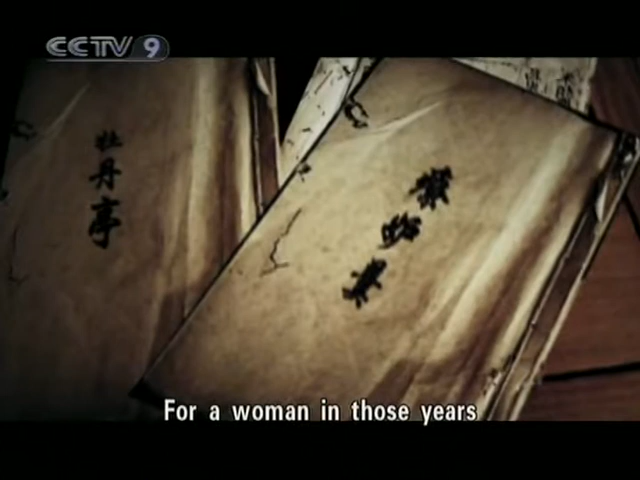 CCTV 9
牡丹亭
For a woman in those years